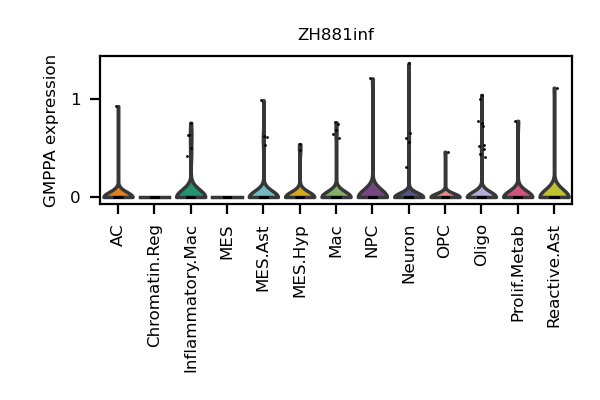 ZH881inf
GMPPA expression
1
0
AC
Chromatin.Reg
Inflammatory.Mac
MES
MES.Ast
MES.Hyp
Mac
NPC
Neuron
OPC
Oligo
Prolif.Metab
Reactive.Ast